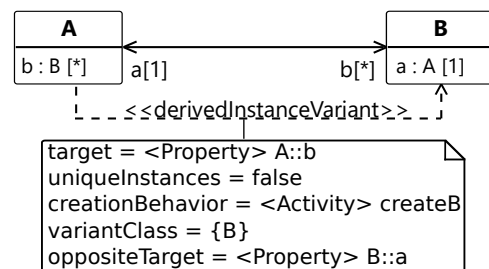 A
B
b : B [*]
a[1]
b[*]
a : A [1]
<<derivedInstanceVariant>>
target = <Property> A::b
uniqueInstances = false
creationBehavior = <Activity> createB
variantClass = {B}
oppositeTarget = <Property> B::a